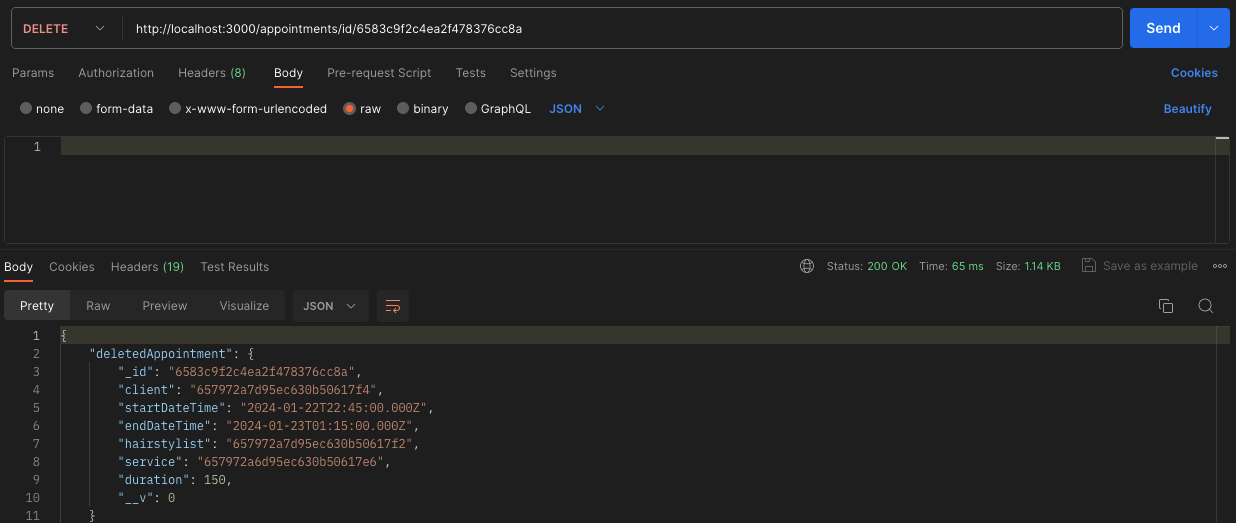 DELETE http://localhost:3000/appointments/id/6583c9f2c4ea2f478376cc8a Send
Params Authorization Headers (8) Body Pre-request Script Tests Settings Cookies
none form-data x-www-form-urlencoded raw binary GraphQL JSON Beautify
1
Body Cookies Headers (19) Test Results Status: 200 OK Time: 65 ms Size: 1.14 KB Save as example
Pretty Raw Preview Visualize JSON
1 {
2 "deletedAppointment": {
3 "_id": "6583c9f2c4ea2f478376cc8a",
4 "client": "657972a7d95ec630b50617f4",
5 "startDateTime": "2024-01-22T22:45:00.000Z",
6 "endDateTime": "2024-01-23T01:15:00.000Z",
7 "hairstylist": "657972a7d95ec630b50617f2",
8 "service": "657972a6d95ec630b50617e6",
9 "duration": 150,
10 "__v": 0
11 }